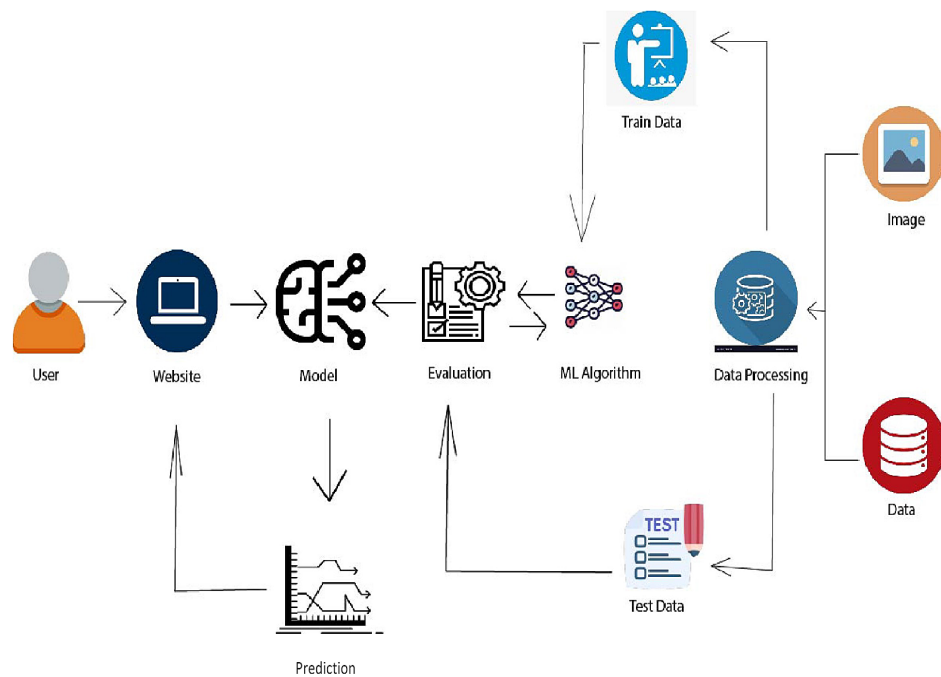 Train Data
Image
User
Website
Model
Evaluation
ML Algorithm
Data Processing
Data
TEST
Test Data
Prediction